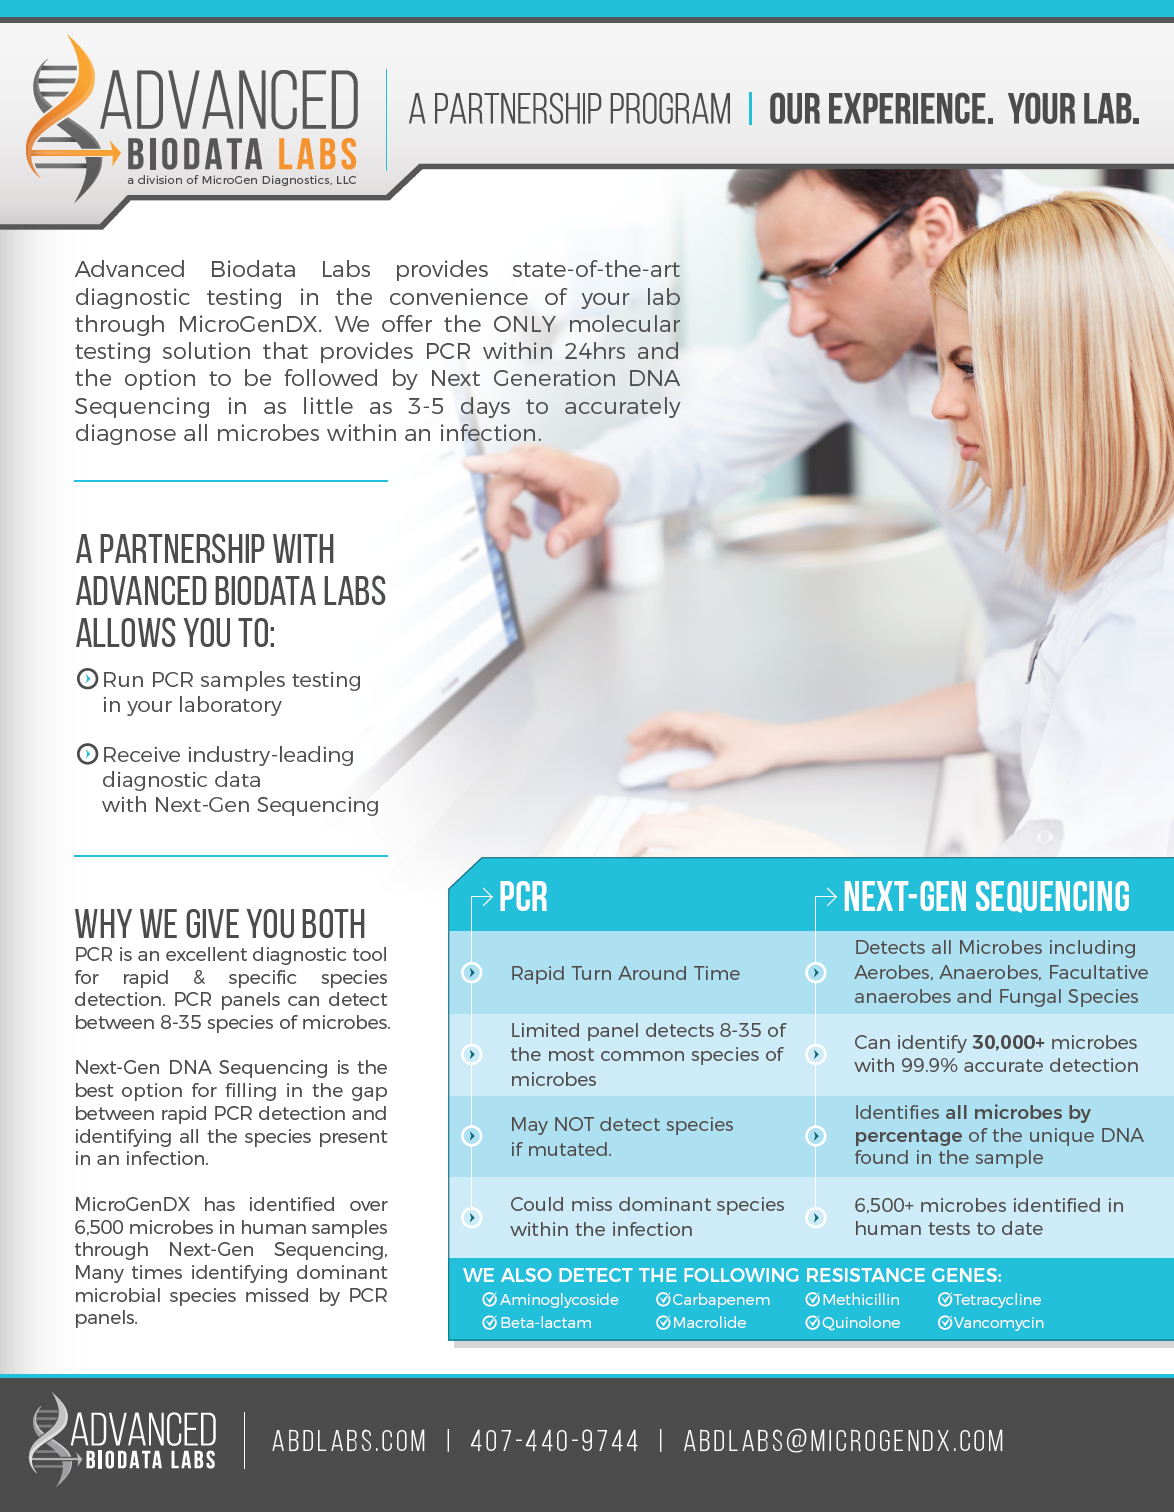 ADVANCED
BIODATA LABS
a division of MicroGen Diagnostics, LLC
A PARTNERSHIP PROGRAM | OUR EXPERIENCE. YOUR LAB.
Advanced Biodata Labs provides state-of-the-art
diagnostic testing in the convenience of your lab
through MicroGenDX. We offer the ONLY molecular
testing solution that provides PCR within 24hrs and
the option to be followed by Next Generation DNA
Sequencing in as little as 3-5 days to accurately
diagnose all microbes within an infection.
A PARTNERSHIP WITH
ADVANCED BIODATA LABS
ALLOWS YOU TO:
Run PCR samples testing
in your laboratory
Receive industry-leading
diagnostic data
with Next-Gen Sequencing
WHY WE GIVE YOU BOTH
PCR is an excellent diagnostic tool
for rapid & specific species
detection. PCR panels can detect
between 8-35 species of microbes.
Next-Gen DNA Sequencing is the
best option for filling in the gap
between rapid PCR detection and
identifying all the species present
in an infection.
MicroGenDX has identified over
6,500 microbes in human samples
through Next-Gen Sequencing,
Many times identifying dominant
microbial species missed by PCR
panels.
PCR
Rapid Turn Around Time
Limited panel detects 8-35 of
the most common species of
microbes
May NOT detect species
if mutated.
Could miss dominant species
within the infection
NEXT-GEN SEQUENCING
Detects all Microbes including
Aerobes, Anaerobes, Facultative
anaerobes and Fungal Species
Can identify 30,000+ microbes
with 99.9% accurate detection
Identifies all microbes by
percentage of the unique DNA
found in the sample
6,500+ microbes identified in
human tests to date
WE ALSO DETECT THE FOLLOWING RESISTANCE GENES:
Aminoglycoside Carbapenem Methicillin Tetracycline
Beta-lactam Macrolide Quinolone Vancomycin
ADVANCED
BIODATA LABS
ABDLABS.COM | 407-440-9744 | ABDLABS@MICROGENDX.COM